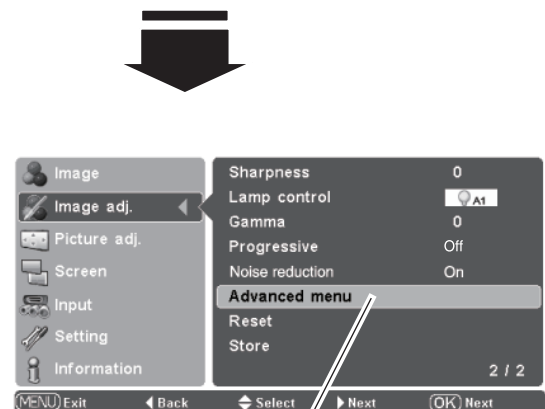 Image
Image adj.
Picture adj.
Screen
Input
Setting
Information
Sharpness 0
Lamp control A1
Gamma 0
Progressive Off
Noise reduction On
Advanced menu
Reset
Store
2 / 2
MENU Exit Back Select Next OK Next